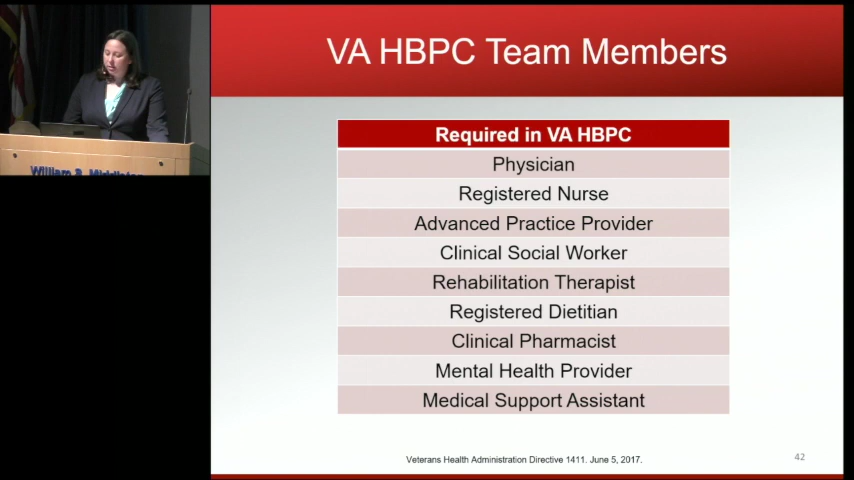 VA HBPC Team Members
Required in VA HBPC
Physician
Registered Nurse
Advanced Practice Provider
Clinical Social Worker
Rehabilitation Therapist
Registered Dietitian
Clinical Pharmacist
Mental Health Provider
Medical Support Assistant
Veterans Health Administration Directive 1411. June 5, 2017.
42
William S. Middleton